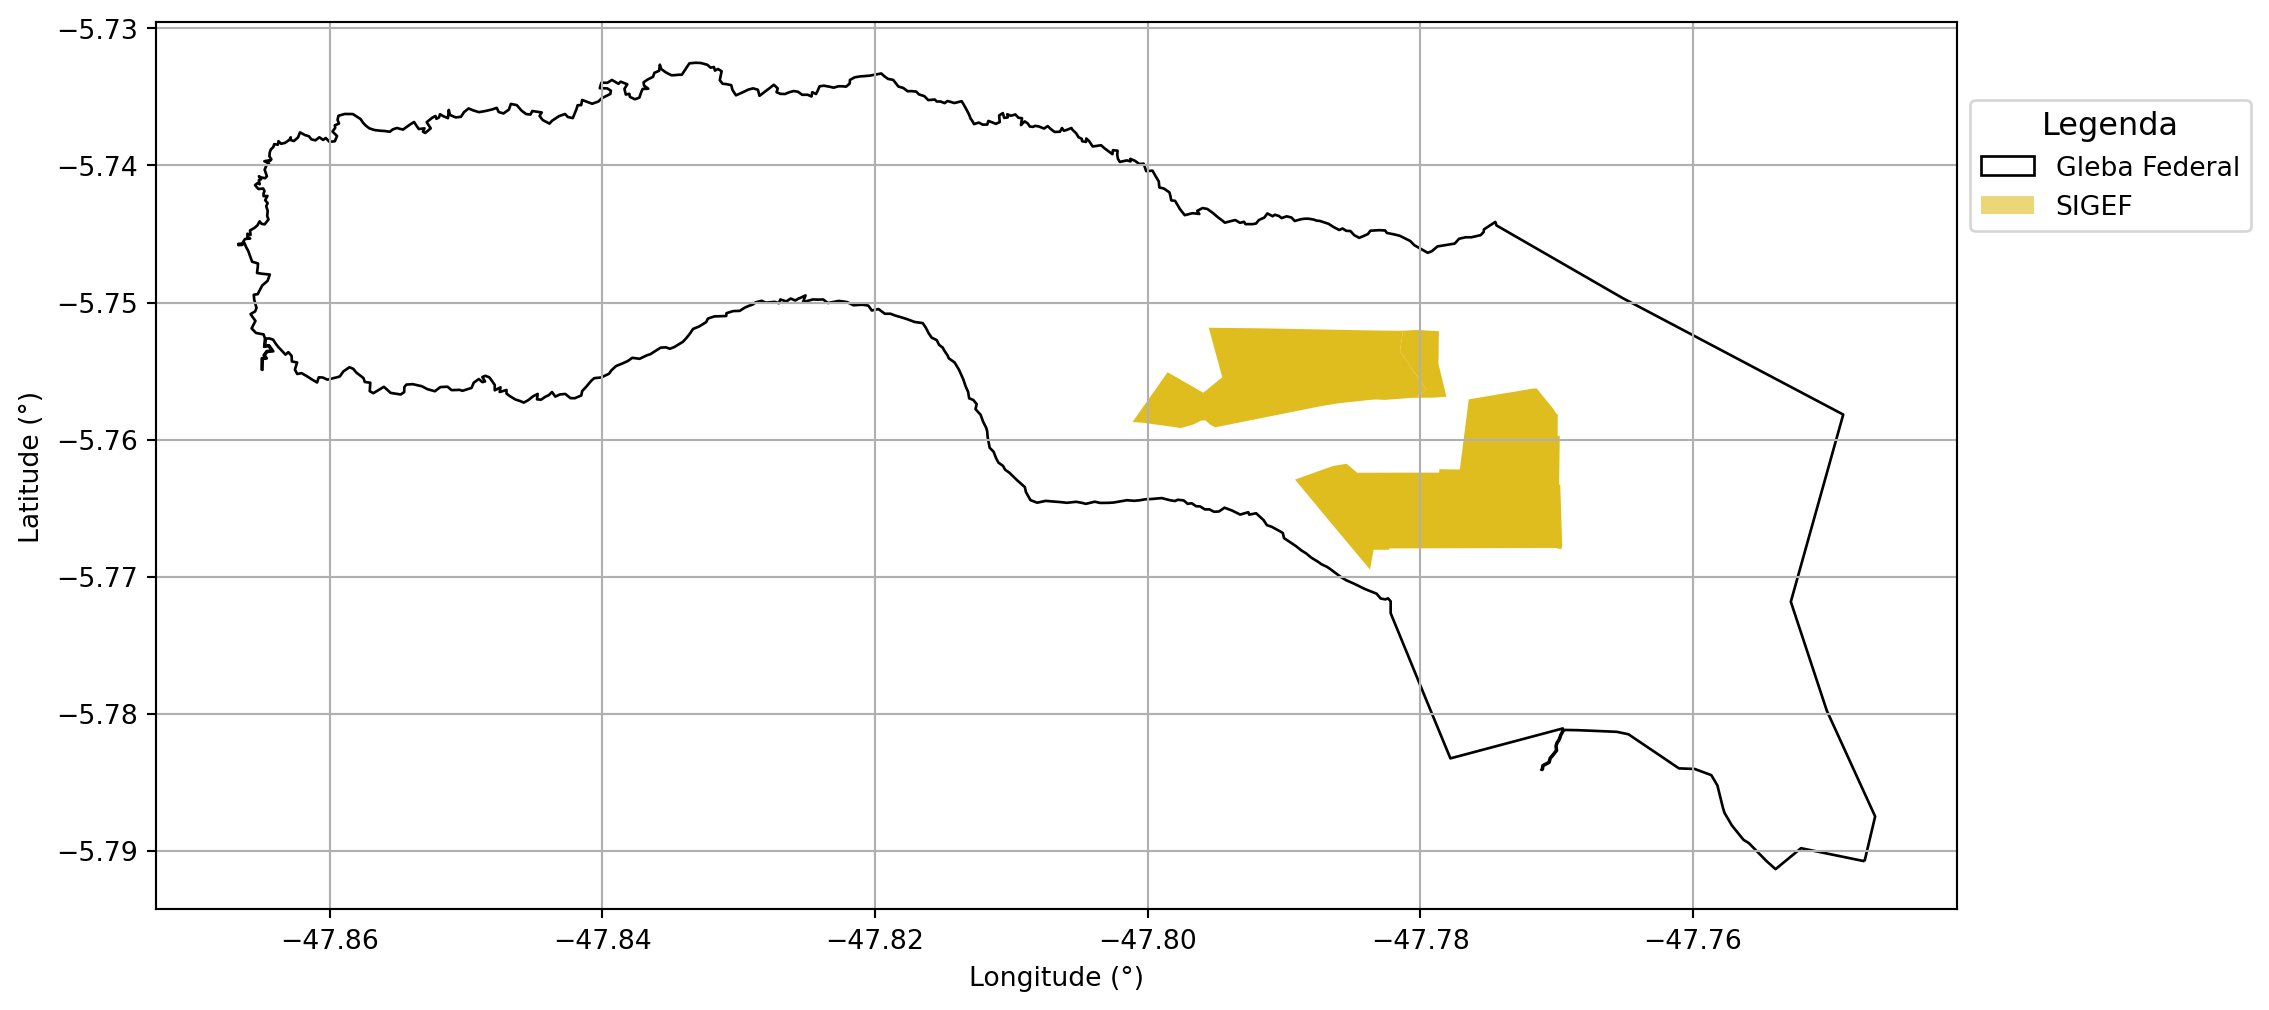 −5.73
−5.74
−5.75
−5.76
−5.77
−5.78
−5.79
Latitude (°)
−47.86
−47.84
−47.82
−47.80
−47.78
−47.76
Longitude (°)
Legenda
Gleba Federal
SIGEF